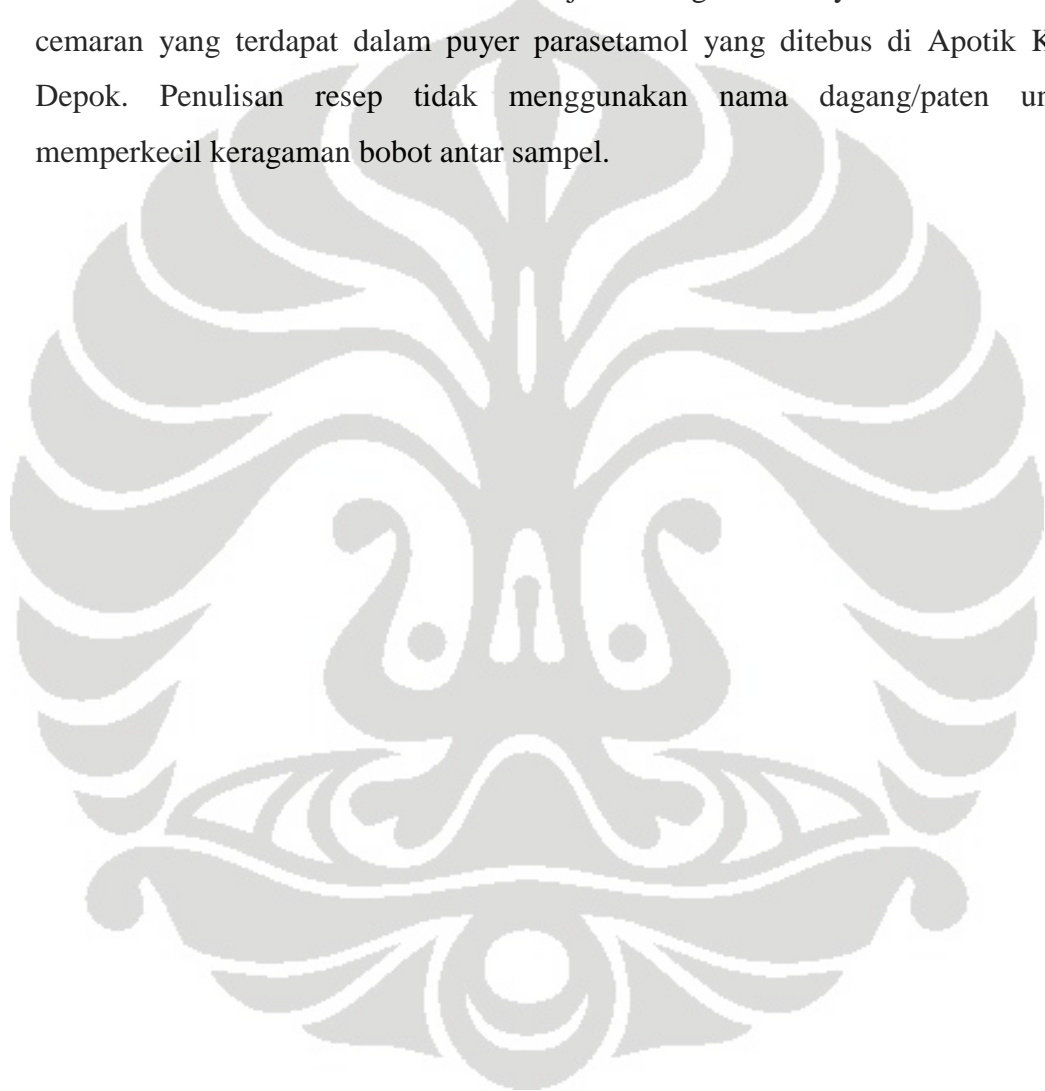 cemaran yang terdapat dalam puyer parasetamol yang ditebus di Apotik
Depok. Penulisan resep tidak menggunakan nama dagang/paten
memperkecil keragaman bobot antar sampel.